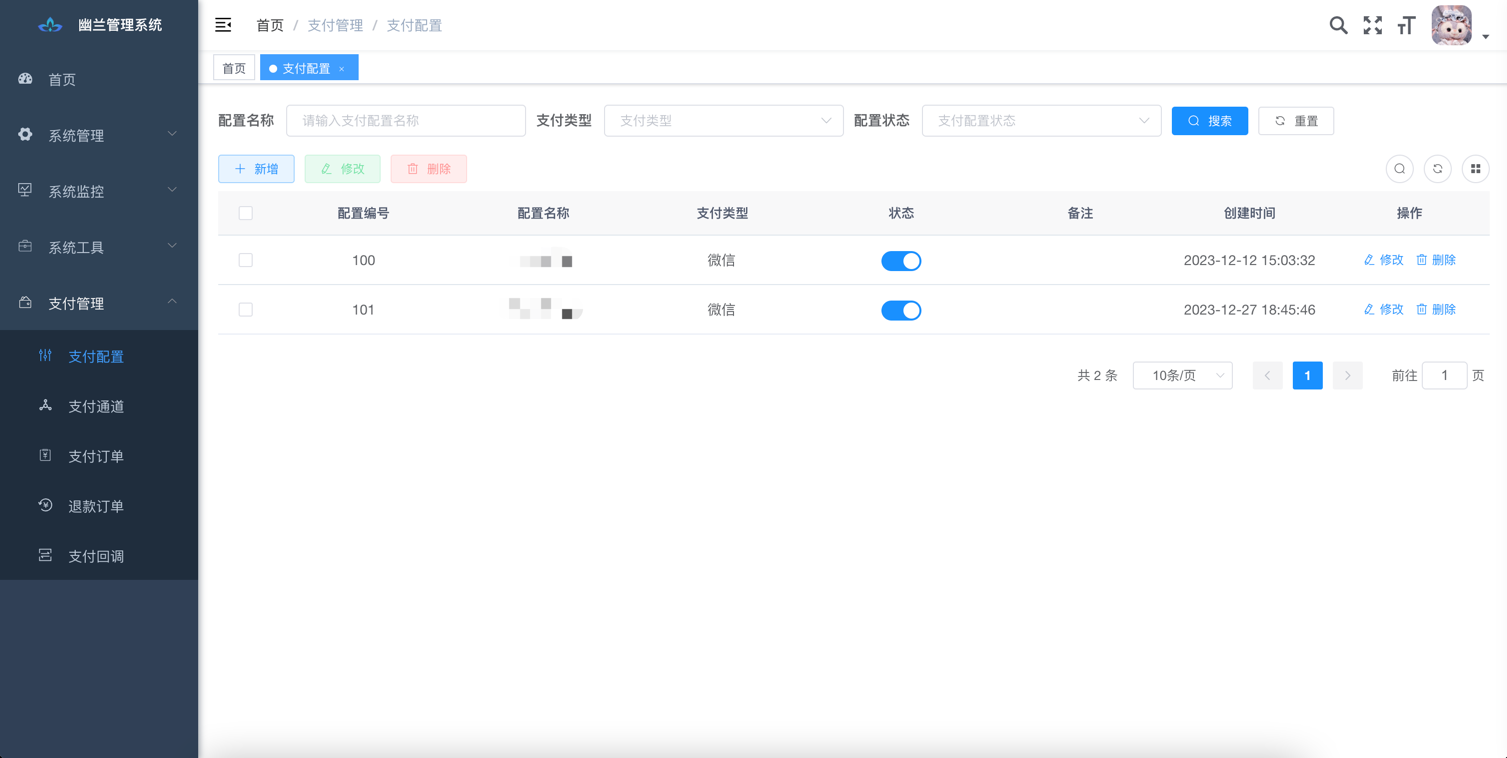 幽兰管理系统
首页
系统管理
系统监控
系统工具
支付管理
支付配置
支付通道
支付订单
退款订单
支付回调
首页 / 支付管理 / 支付配置
首页 支付配置 ×
配置名称 请输入支付配置名称 支付类型 支付类型 配置状态 支付配置状态 搜索 重置
新增 修改 删除
配置编号 配置名称 支付类型 状态 备注 创建时间 操作
100 微信 2023-12-12 15:03:32 修改 删除
101 微信 2023-12-27 18:45:46 修改 删除
共 2 条 10条/页 1 前往 1 页